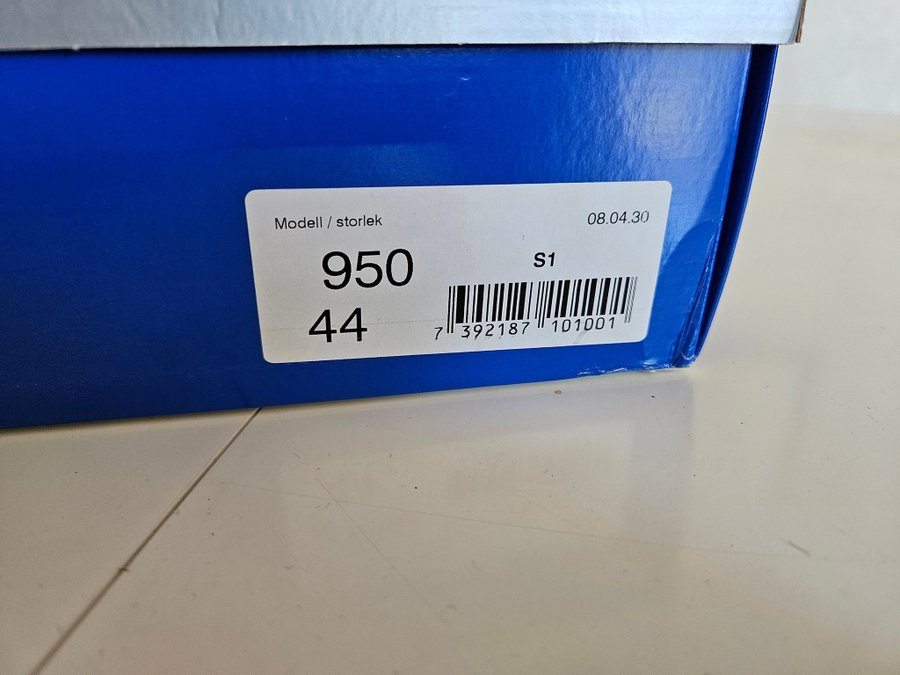 Modell / storlek
08.04.30
950
S1
44
7 392187 101001